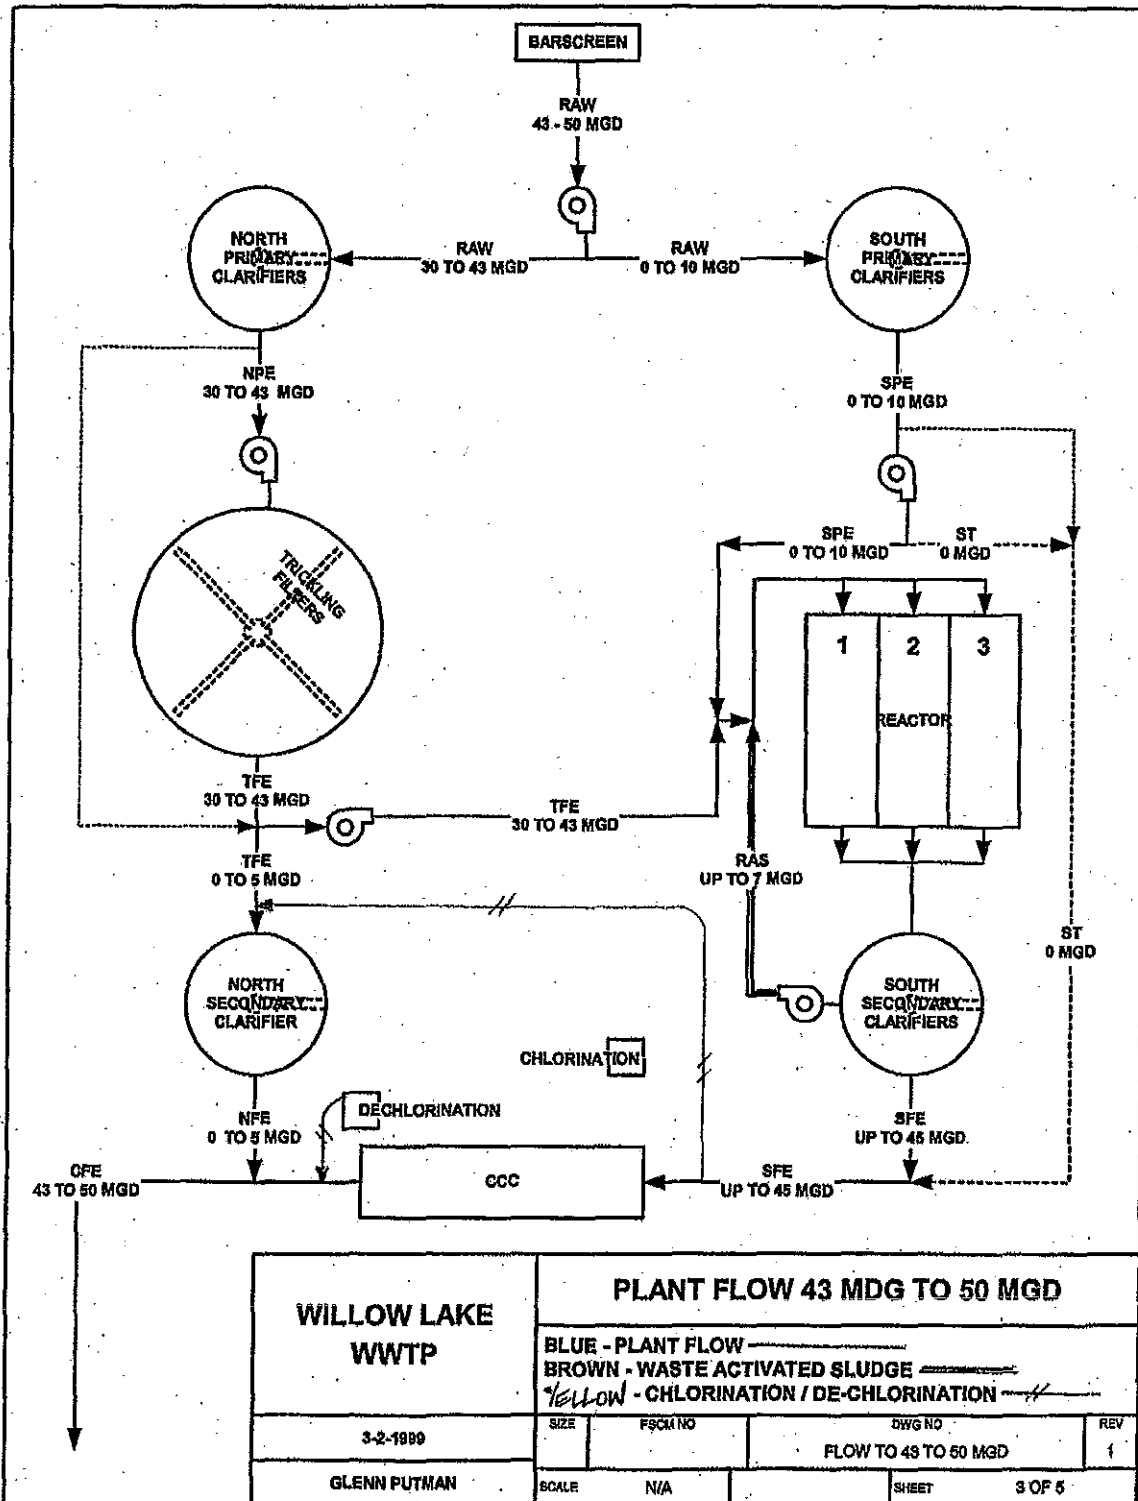 BARSCREEN
RAW
43 - 50 MGD
NORTH
PRIMARY
CLARIFIERS
RAW
30 TO 43 MGD
RAW
0 TO 10 MGD
SOUTH
PRIMARY
CLARIFIERS
NPE
30 TO 43 MGD
SPE
0 TO 10 MGD
TRICKLING
FILTERS
SPE
0 TO 10 MGD
ST
0 MGD
1 2 3
REACTOR
TFE
30 TO 43 MGD
TFE
30 TO 43 MGD
TFE
0 TO 5 MGD
RAS
UP TO 7 MGD
ST
0 MGD
NORTH
SECONDARY
CLARIFIER
SOUTH
SECONDARY
CLARIFIERS
CHLORINATION
DECHLORINATION
NFE
0 TO 5 MGD
SFE
UP TO 45 MGD
CFE
43 TO 50 MGD
CCC
SFE
UP TO 45 MGD
WILLOW LAKE
WWTP
PLANT FLOW 43 MDG TO 50 MGD
BLUE - PLANT FLOW
BROWN - WASTE ACTIVATED SLUDGE
YELLOW - CHLORINATION / DE-CHLORINATION
3-2-1999
SIZE FSCM NO DWG NO REV
FLOW TO 43 TO 50 MGD 1
GLENN PUTMAN
SCALE N/A SHEET 3 OF 5